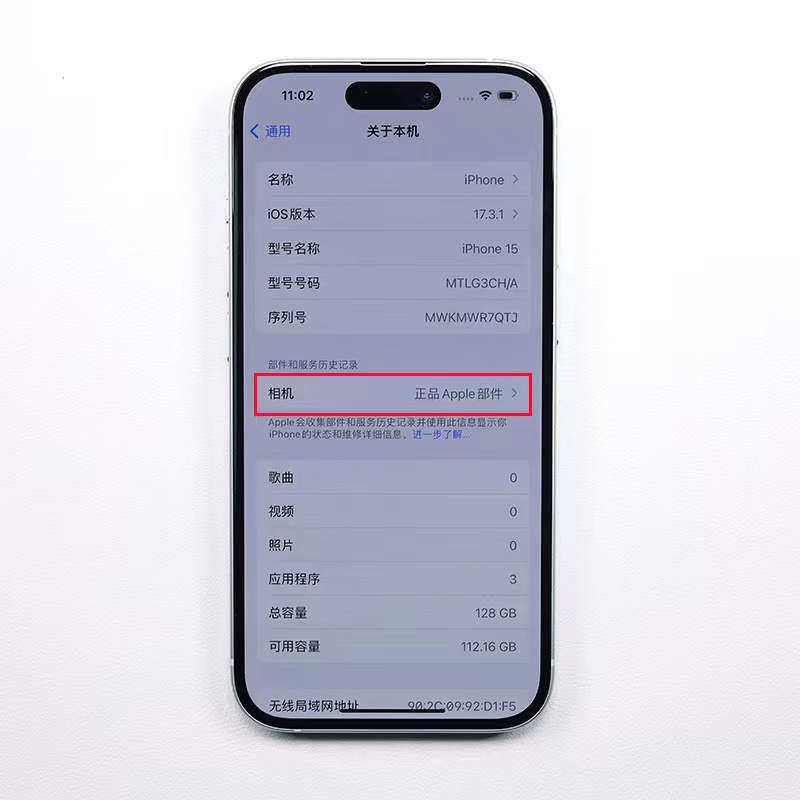 11:02
通用
关于本机
名称 iPhone
iOS版本 17.3.1
型号名称 iPhone 15
型号号码 MTLG3CH/A
序列号 MWKMWR7QTJ
部件和服务历史记录
相机 正品Apple部件
Apple会收集部件和服务历史记录并使用此信息显示你
iPhone的状态和维修详细信息。进一步了解...
歌曲 0
视频 0
照片 0
应用程序 3
总容量 128 GB
可用容量 112.16 GB
无线局域网地址 90:2C:09:92:D1:F5